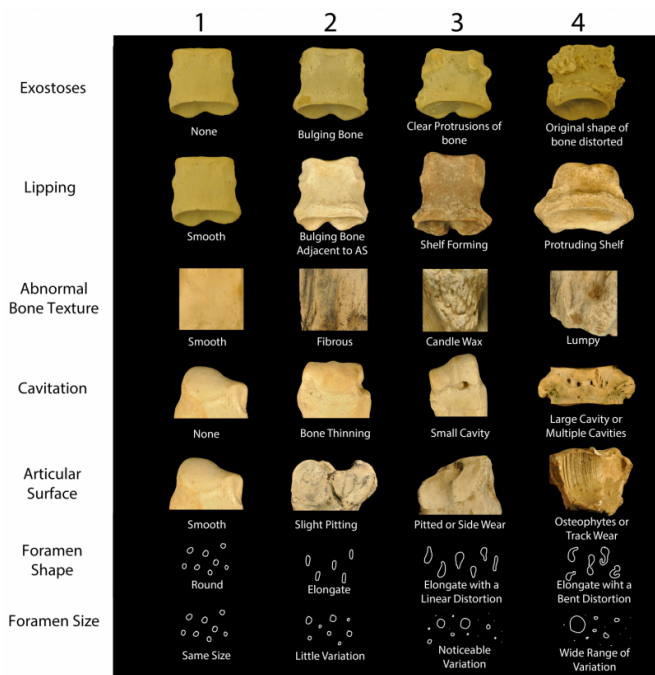 1 2 3 4
Exostoses
None
Bulging Bone
Clear Protrusions of
bone
Original shape of
bone distorted
Lipping
Smooth
Bulging Bone
Adjacent to AS
Shelf Forming
Protruding Shelf
Abnormal
Bone Texture
Smooth
Fibrous
Candle Wax
Lumpy
Cavitation
None
Bone Thinning
Small Cavity
Large Cavity or
Multiple Cavities
Articular
Surface
Smooth
Slight Pitting
Pitted or Side Wear
Osteophytes or
Track Wear
Foramen
Shape
Round
Elongate
Elongate with a
Linear Distortion
Elongate wiht a
Bent Distortion
Foramen Size
Same Size
Little Variation
Noticeable
Variation
Wide Range of
Variation